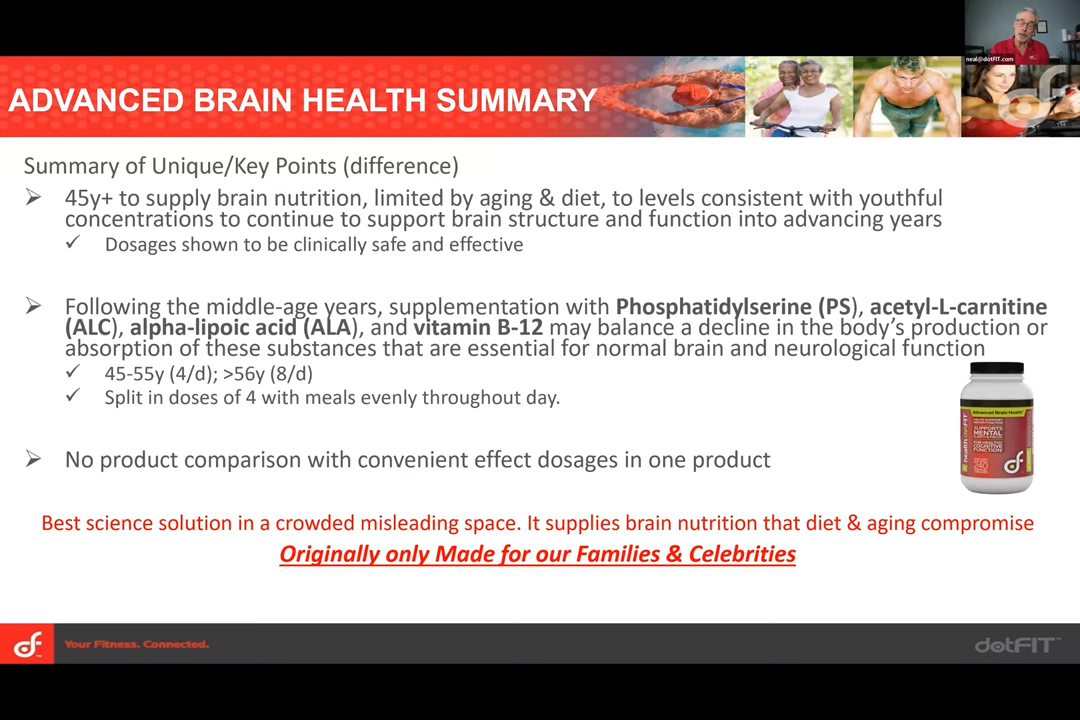 neal@dotFIT.com
ADVANCED BRAIN HEALTH SUMMARY
Summary of Unique/Key Points (difference)
45y+ to supply brain nutrition, limited by aging & diet, to levels consistent with youthful
concentrations to continue to support brain structure and function into advancing years
Dosages shown to be clinically safe and effective
Following the middle-age years, supplementation with Phosphatidylserine (PS), acetyl-L-carnitine
(ALC), alpha-lipoic acid (ALA), and vitamin B-12 may balance a decline in the body's production or
absorption of these substances that are essential for normal brain and neurological function
45-55y (4/d); >56y (8/d)
Split in doses of 4 with meals evenly throughout day.
Advanced Brain Health
SUPPORTS
MENTAL
COGNITIVE
FUNCTION
240
No product comparison with convenient effect dosages in one product
Best science solution in a crowded misleading space. It supplies brain nutrition that diet & aging compromise
Originally only Made for our Families & Celebrities
Your Fitness. Connected.
dotFIT